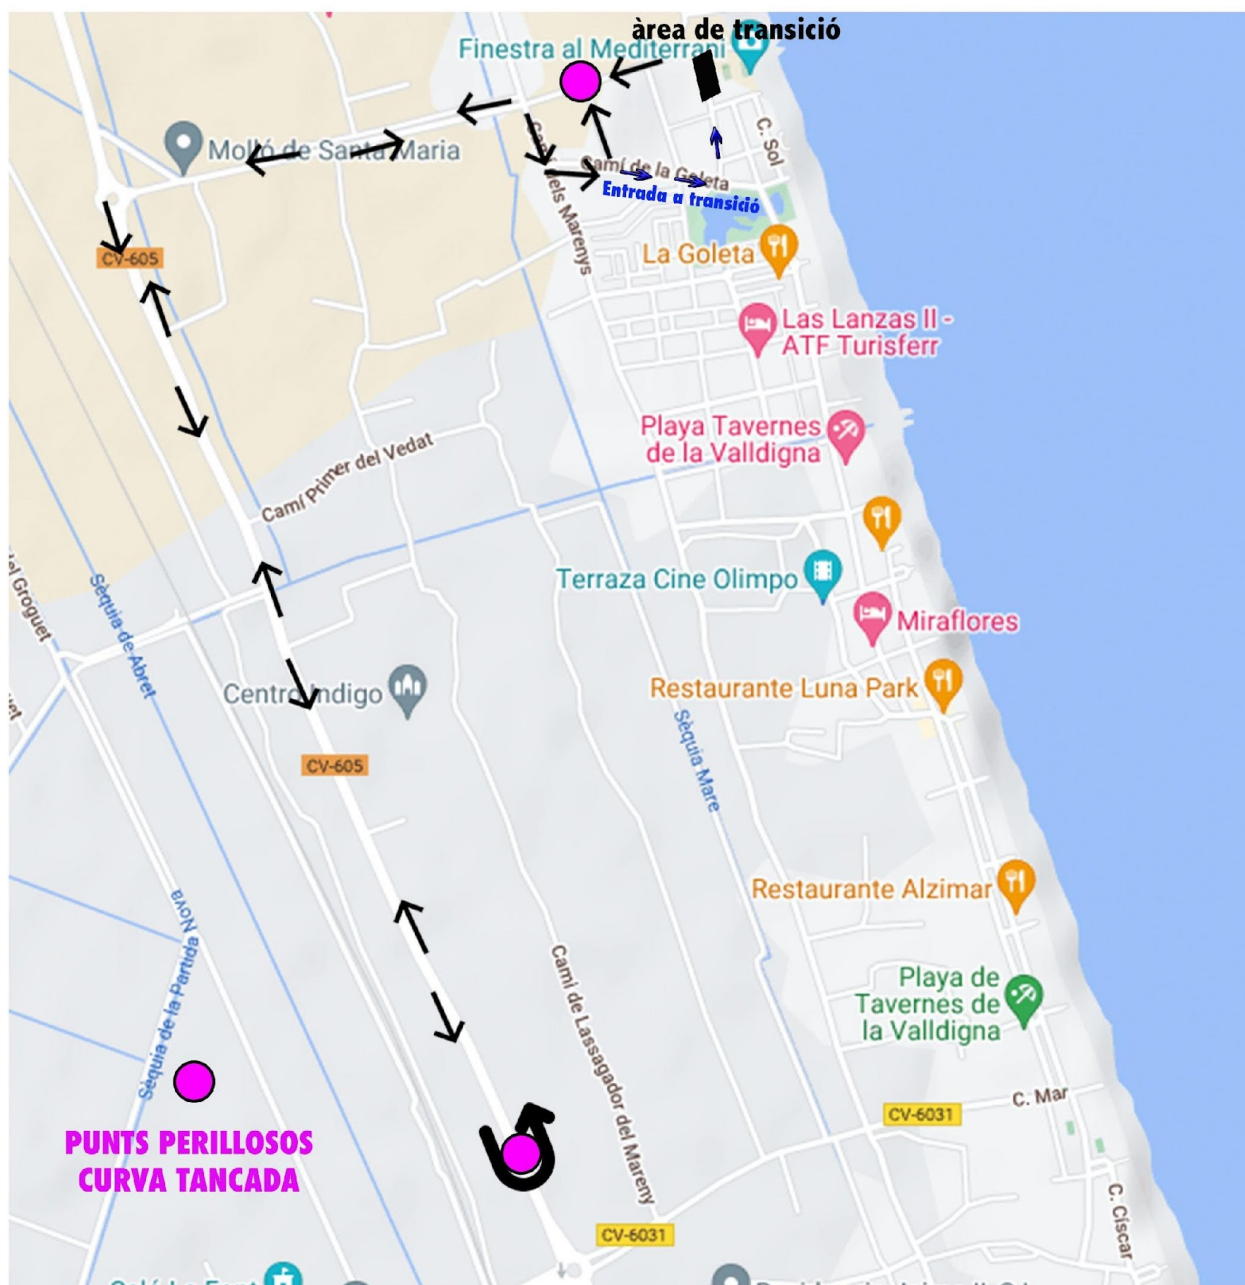 àrea de transició
Finestra al Mediterrani
C. Sol
Molló de Santa Maria
Camí dels Marenys
Camí de la Goleta
Entrada a transició
CV-605
La Goleta
Las Lanzas II -
ATF Turisferr
Playa Tavernes
de la Valldigna
Camí Primer del Vedat
del Groguet
Sèquia de Abret
Terraza Cine Olimpo
Miraflores
Centro Indigo
Restaurante Luna Park
Sèquia Mare
CV-605
Restaurante Alzimar
Sèquia de la Partida Nova
Camí de Lassagador del Mareny
Playa de
Tavernes de
la Valldigna
C. Mar
CV-6031
PUNTS PERILLOSOS
CURVA TANCADA
C. Císcar
CV-6031